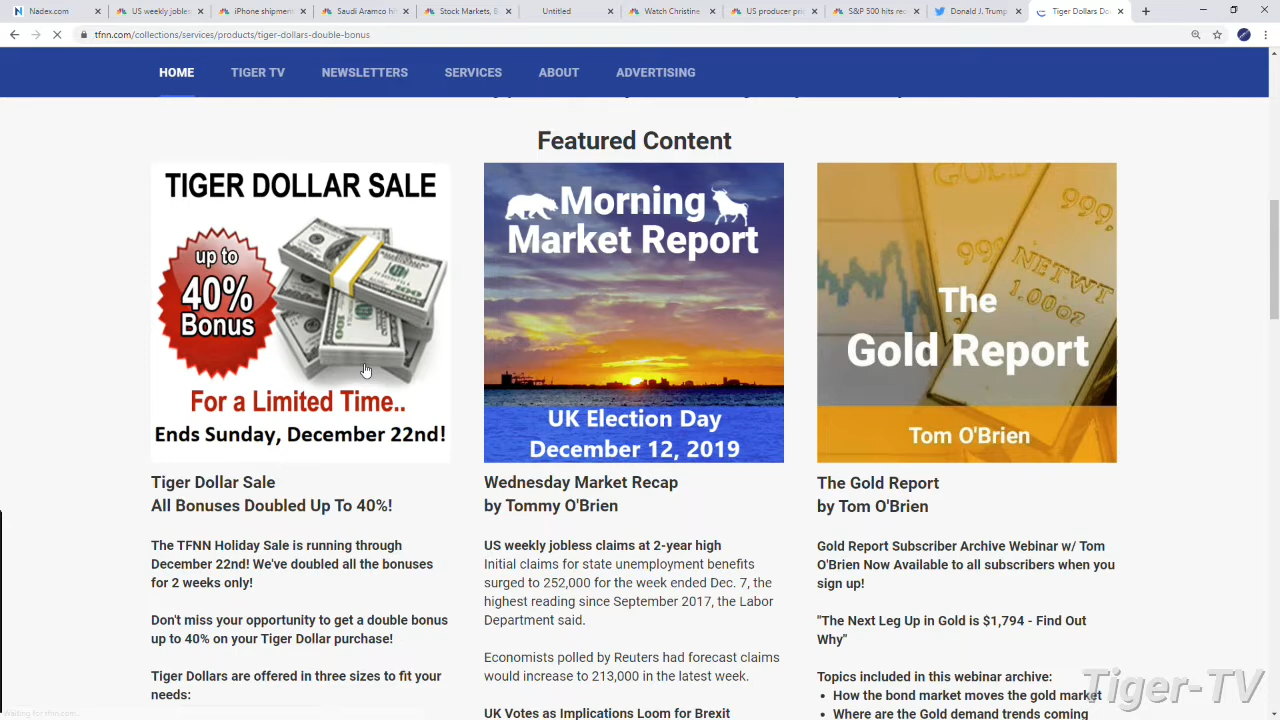 Nadex.com
US weekly jobles
iPhone shipment
Saudi Aramco hi
Stock Markets, B
Untitled
Watch Christine
US producer pri
S&P 500 hits rec
Donald J. Trump
Tiger Dollars Do
tfnn.com/collections/services/products/tiger-dollars-double-bonus
HOME
TIGER TV
NEWSLETTERS
SERVICES
ABOUT
ADVERTISING
Featured Content
TIGER DOLLAR SALE
up to
40%
Bonus
For a Limited Time..
Ends Sunday, December 22nd!
Tiger Dollar Sale
All Bonuses Doubled Up To 40%!
The TFNN Holiday Sale is running through
December 22nd! We've doubled all the bonuses
for 2 weeks only!
Don't miss your opportunity to get a double bonus
up to 40% on your Tiger Dollar purchase!
Tiger Dollars are offered in three sizes to fit your
needs:
Morning
Market Report
UK Election Day
December 12, 2019
Wednesday Market Recap
by Tommy O'Brien
US weekly jobless claims at 2-year high
Initial claims for state unemployment benefits
surged to 252,000 for the week ended Dec. 7, the
highest reading since September 2017, the Labor
Department said.
Economists polled by Reuters had forecast claims
would increase to 213,000 in the latest week.
UK Votes as Implications Loom for Brexit
GOLD
999,
999,
NETWT
1.00oz
The
Gold Report
Tom O'Brien
The Gold Report
by Tom O'Brien
Gold Report Subscriber Archive Webinar w/ Tom
O'Brien Now Available to all subscribers when you
sign up!
"The Next Leg Up in Gold is $1,794 - Find Out
Why"
Topics included in this webinar archive:
• How the bond market moves the gold market
• Where are the Gold demand trends coming
Tiger-TV
Waiting for tfnn.com...